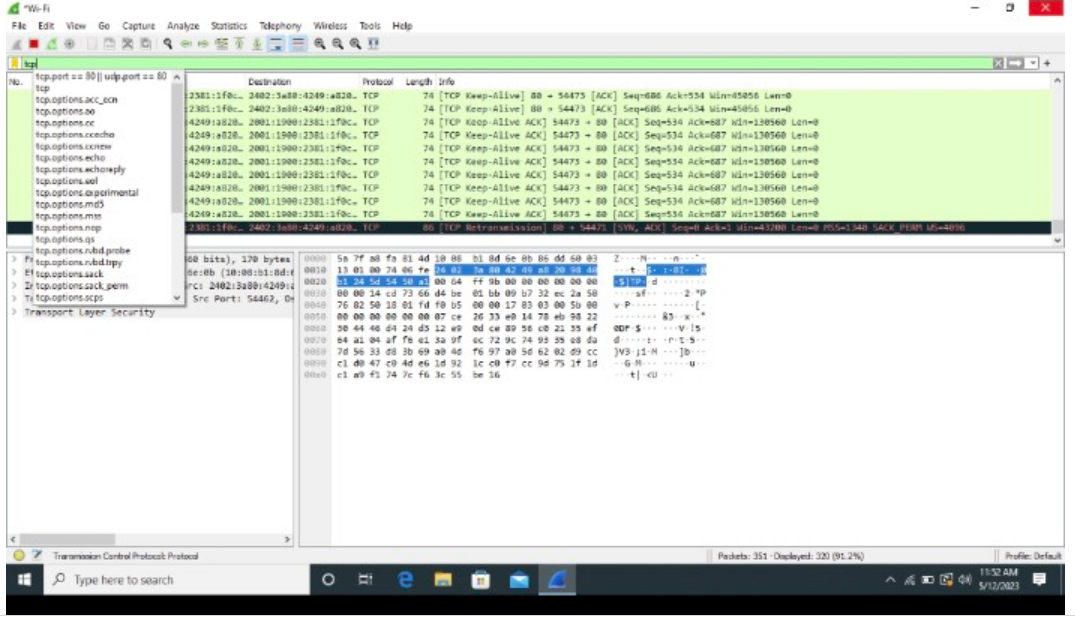 *Wi-Fi
File Edit View Go Capture Analyze Statistics Telephony Wireless Tools Help
tcp
No. Destination Protocol Length Info
tcp.port == 80 || udp.port == 80
tcp
tcp.options.acc_ecn
tcp.options.ao
tcp.options.cc
tcp.options.ccecho
tcp.options.ccnew
tcp.options.echo
tcp.options.echoreply
tcp.options.eol
tcp.options.experimental
tcp.options.md5
tcp.options.mss
tcp.options.nop
tcp.options.qs
tcp.options.rvbd.probe
tcp.options.rvbd.trpy
tcp.options.sack
tcp.options.sack_perm
tcp.options.scps
2381:1f0c… 2402:3a80:4249:a820… TCP 74 [TCP Keep-Alive] 80 → 54473 [ACK] Seq=686 Ack=534 Win=45056 Len=0
2381:1f0c… 2402:3a80:4249:a820… TCP 74 [TCP Keep-Alive] 80 → 54473 [ACK] Seq=686 Ack=534 Win=45056 Len=0
4249:a820… 2001:1900:2381:1f0c… TCP 74 [TCP Keep-Alive ACK] 54473 → 80 [ACK] Seq=534 Ack=687 Win=130560 Len=0
4249:a820… 2001:1900:2381:1f0c… TCP 74 [TCP Keep-Alive ACK] 54473 → 80 [ACK] Seq=534 Ack=687 Win=130560 Len=0
4249:a820… 2001:1900:2381:1f0c… TCP 74 [TCP Keep-Alive ACK] 54473 → 80 [ACK] Seq=534 Ack=687 Win=130560 Len=0
4249:a820… 2001:1900:2381:1f0c… TCP 74 [TCP Keep-Alive ACK] 54473 → 80 [ACK] Seq=534 Ack=687 Win=130560 Len=0
4249:a820… 2001:1900:2381:1f0c… TCP 74 [TCP Keep-Alive ACK] 54473 → 80 [ACK] Seq=534 Ack=687 Win=130560 Len=0
4249:a820… 2001:1900:2381:1f0c… TCP 74 [TCP Keep-Alive ACK] 54473 → 80 [ACK] Seq=534 Ack=687 Win=130560 Len=0
4249:a820… 2001:1900:2381:1f0c… TCP 74 [TCP Keep-Alive ACK] 54473 → 80 [ACK] Seq=534 Ack=687 Win=130560 Len=0
4249:a820… 2001:1900:2381:1f0c… TCP 74 [TCP Keep-Alive ACK] 54473 → 80 [ACK] Seq=534 Ack=687 Win=130560 Len=0
2381:1f0c… 2402:3a80:4249:a820… TCP 86 [TCP Retransmission] 80 → 54471 [SYN, ACK] Seq=0 Ack=1 Win=43200 Len=0 MSS=1340 SACK_PERM WS=4096
60 bits), 170 bytes
6e:0b (10:08:b1:8d:6
rc: 2402:3a80:4249:a
Src Port: 54462, Ds
Transport Layer Security
0000 5a 7f a8 fa 81 4d 10 08 b1 8d 6e 0b 86 dd 60 03
0010 13 01 00 74 06 fe 24 02 3a 80 42 49 a8 20 98 40
0020 b1 24 5d 54 50 a1 00 64 ff 9b 00 00 00 00 00 00
0030 00 00 14 cd 73 66 d4 be 01 bb 09 b7 32 ec 2a 50
0040 76 82 50 18 01 fd f0 b5 00 00 17 03 03 00 5b 00
0050 00 00 00 00 00 00 07 ce 26 33 e0 14 78 eb 98 22
0060 30 44 46 d4 24 d3 12 e9 0d ce 89 56 c0 21 35 ef
0070 64 a1 04 af f6 e1 3a 9f ec 72 9c 74 93 35 e8 da
0080 7d 56 33 d8 3b 69 a0 4d f6 97 a0 5d 62 02 d9 cc
0090 c1 d0 47 c0 4d e6 1d 92 1c c0 f7 cc 9d 75 1f 1d
00a0 c1 a9 f1 74 7c f6 3c 55 be 16
Transmission Control Protocol: Protocol
Packets: 351 · Displayed: 320 (91.2%)
Profile: Default
Type here to search
11:52 AM
5/12/2023